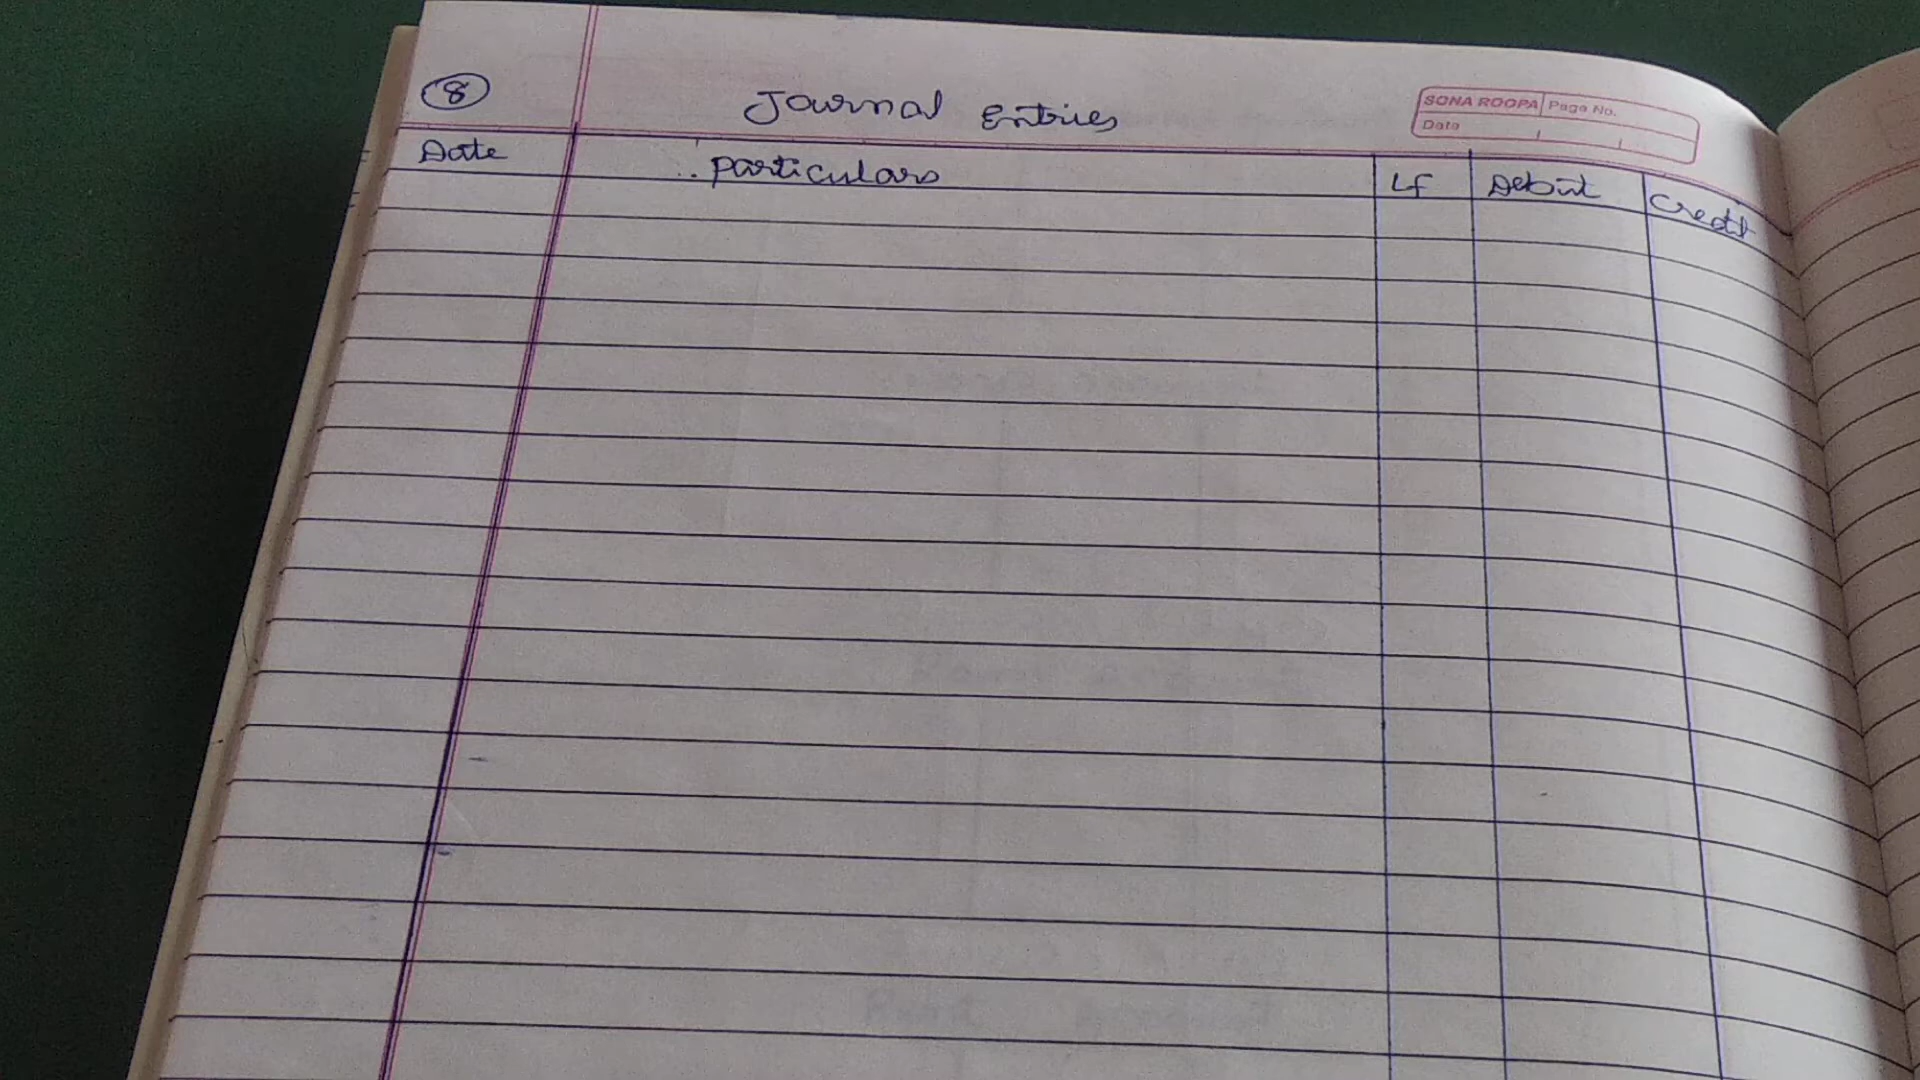 8
Journal Entries
SONA ROOPA Page No.
Date
Date particulars Lf Debit Credit